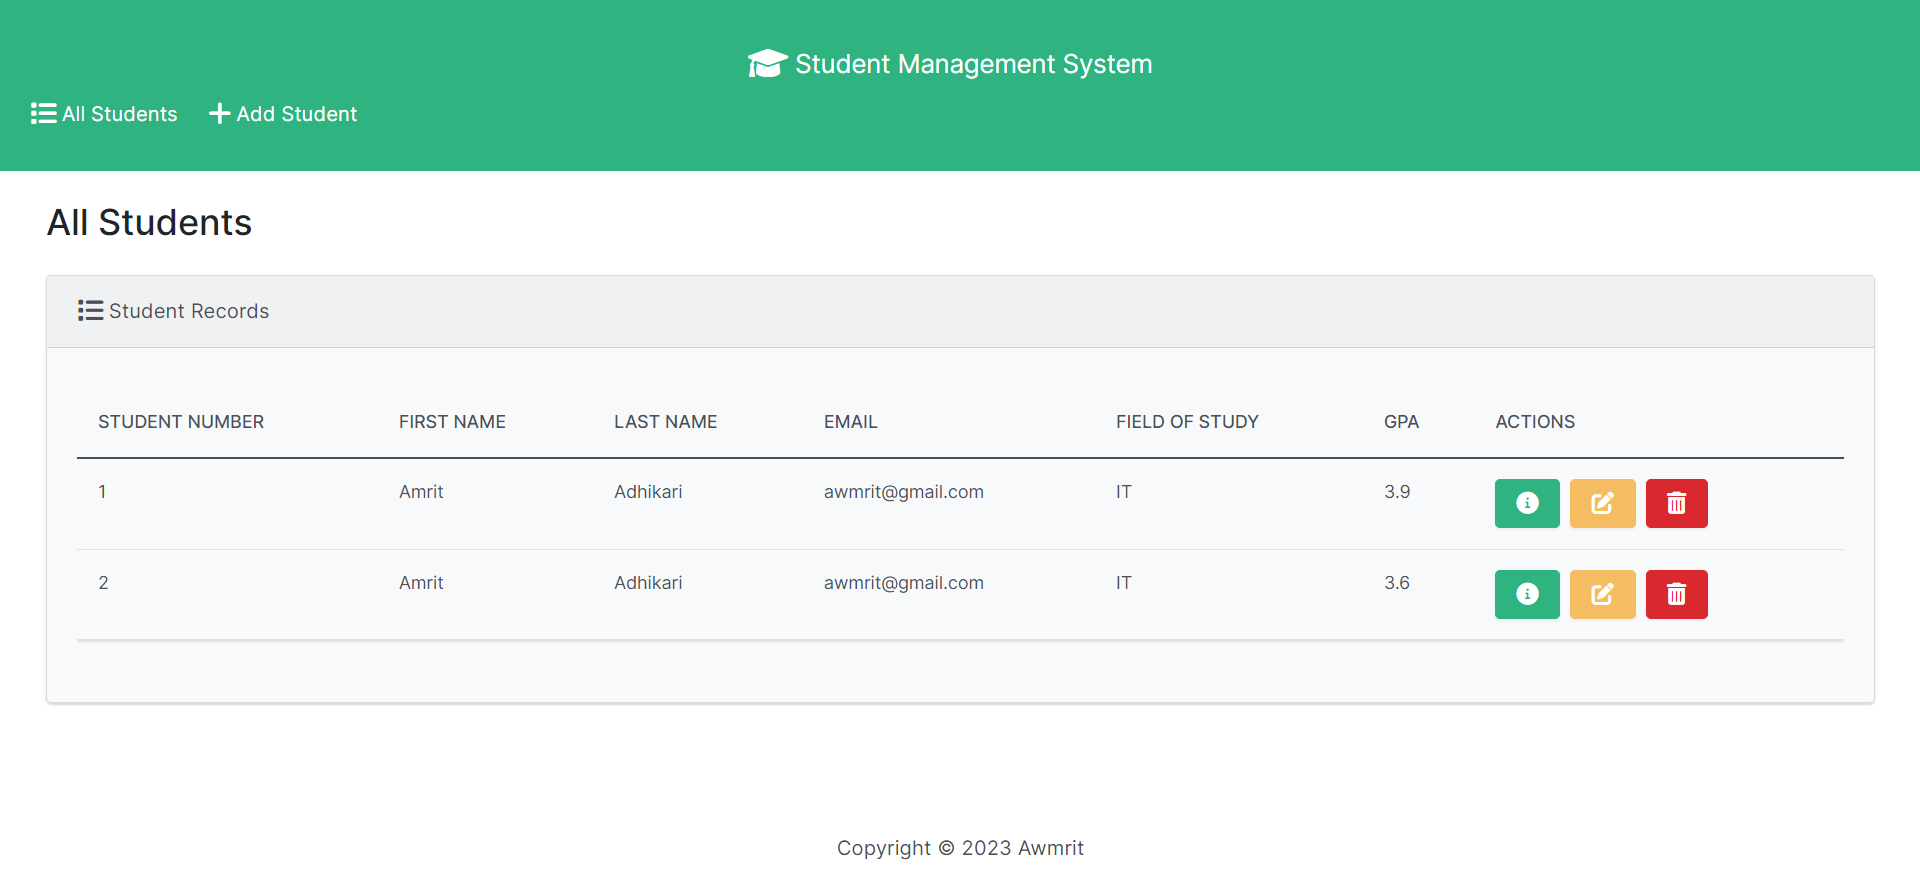 Student Management System
All Students Add Student
All Students
Student Records
STUDENT NUMBER FIRST NAME LAST NAME EMAIL FIELD OF STUDY GPA ACTIONS
1 Amrit Adhikari awmrit@gmail.com IT 3.9
2 Amrit Adhikari awmrit@gmail.com IT 3.6
Copyright © 2023 Awmrit